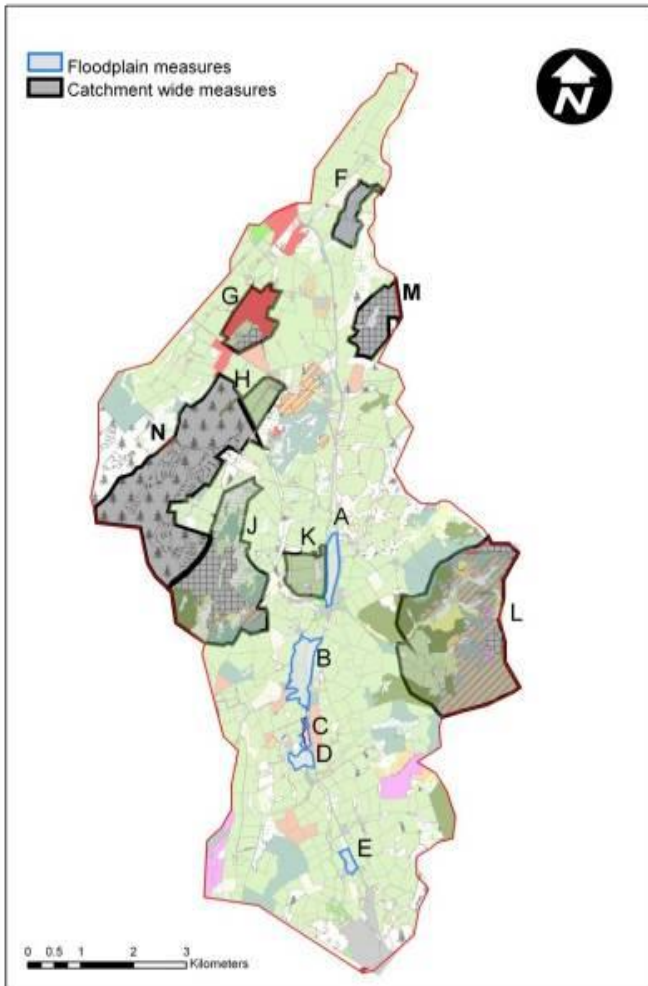 Floodplain measures
Catchment wide measures
N
F
G
M
H
N
A
J
K
L
B
C
D
E
0 0.5 1 2 3
Kilometers